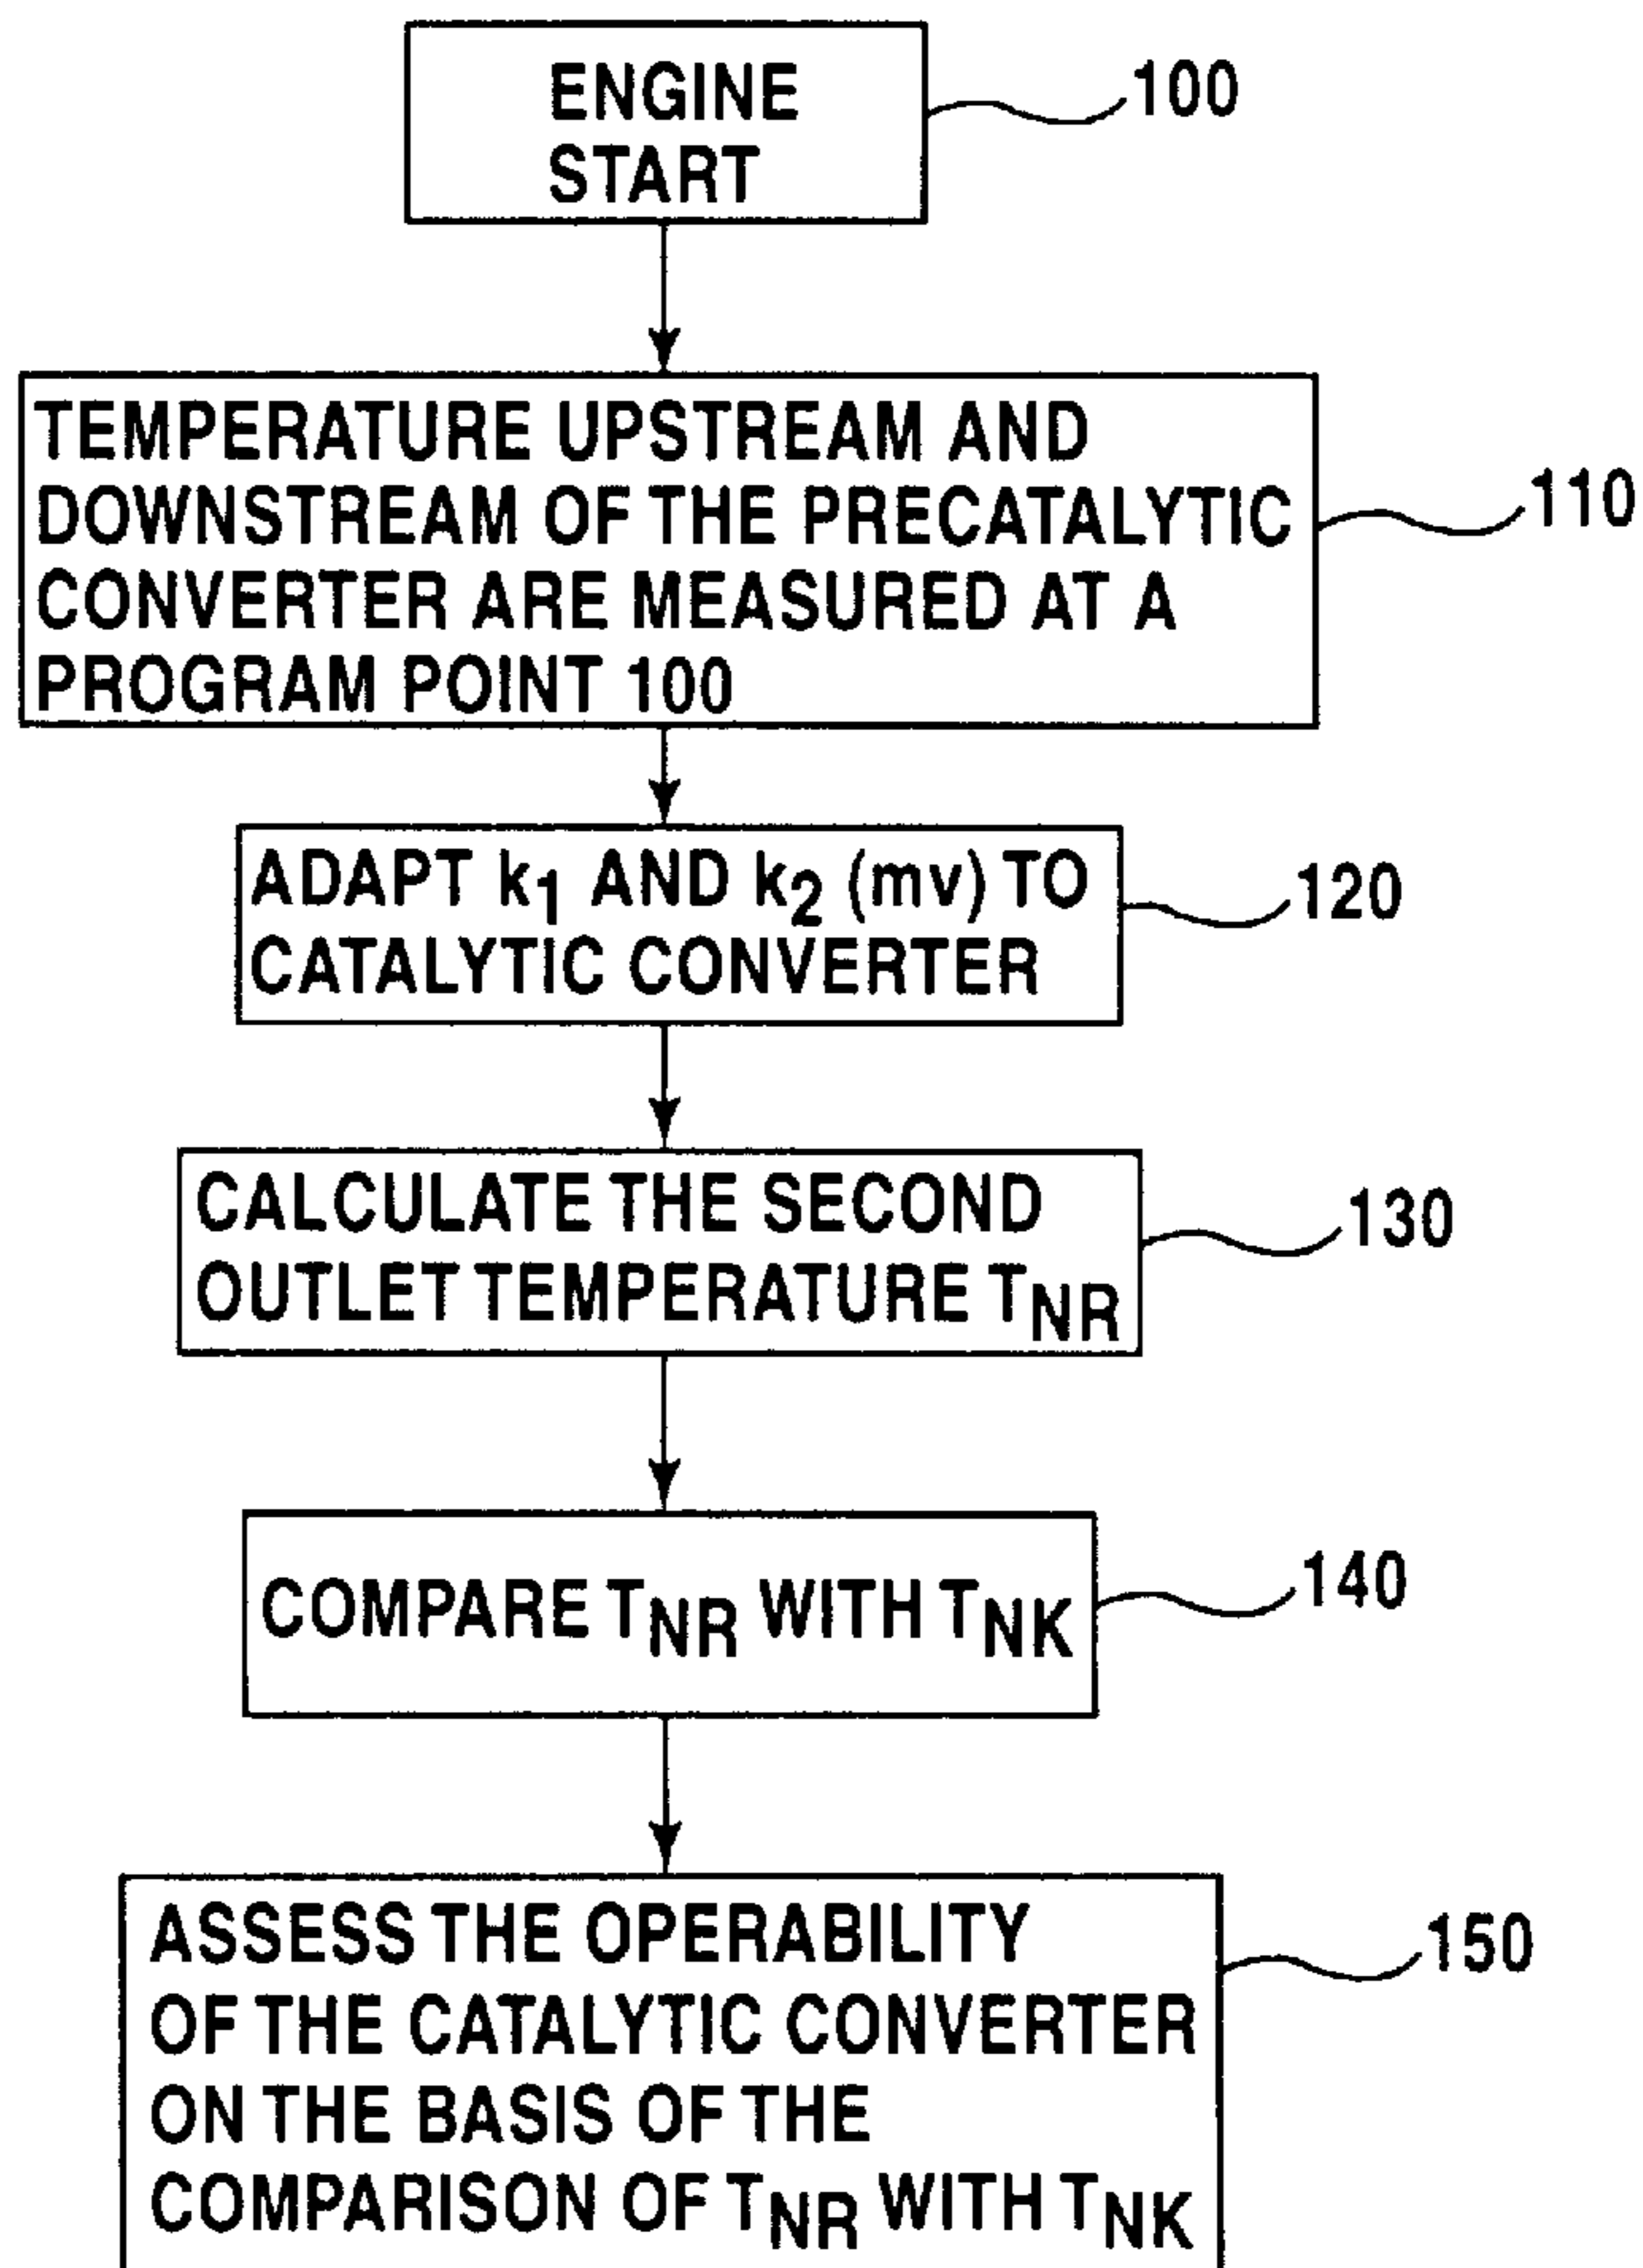 ENGINE
START
100
TEMPERATURE UPSTREAM AND
DOWNSTREAM OF THE PRECATALYTIC
CONVERTER ARE MEASURED AT A
PROGRAM POINT 100
110
ADAPT k1 AND k2 (mv) TO
CATALYTIC CONVERTER
120
CALCULATE THE SECOND
OUTLET TEMPERATURE TNR
130
COMPARE TNR WITH TNK
140
ASSESS THE OPERABILITY
OF THE CATALYTIC CONVERTER
ON THE BASIS OF THE
COMPARISON OF TNR WITH TNK
150